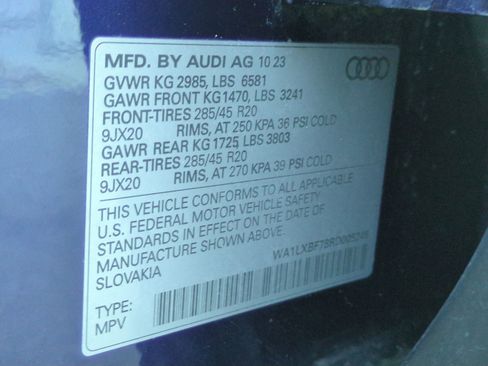 MFD. BY AUDI AG 10 23
GVWR KG 2985, LBS 6581
GAWR FRONT KG 1470, LBS 3241
FRONT-TIRES 285/45 R20
9JX20 RIMS, AT 250 KPA 36 PSI COLD
GAWR REAR KG 1725, LBS 3803
REAR-TIRES 285/45 R20
9JX20 RIMS, AT 270 KPA 39 PSI COLD
THIS VEHICLE CONFORMS TO ALL APPLICABLE
U.S. FEDERAL MOTOR VEHICLE SAFETY
STANDARDS IN EFFECT ON THE DATE OF
MANUFACTURE SHOWN ABOVE.
SLOVAKIA
TYPE:
MPV